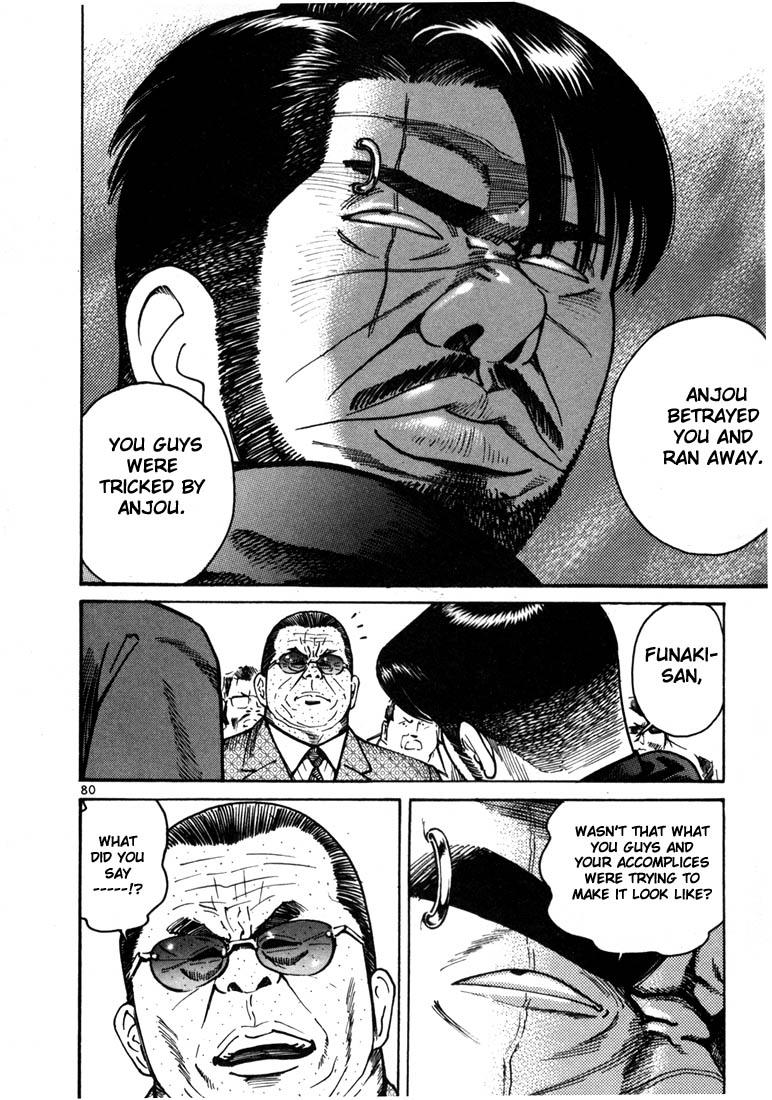 ANJOU
BETRAYED
YOU AND
RAN AWAY.
YOU GUYS
WERE
TRICKED BY
ANJOU.
FUNAKI-
SAN,
80
WASN'T THAT WHAT
YOU GUYS AND
YOUR ACCOMPLICES
WERE TRYING TO
MAKE IT LOOK LIKE?
WHAT
DID YOU
SAY
-----!?